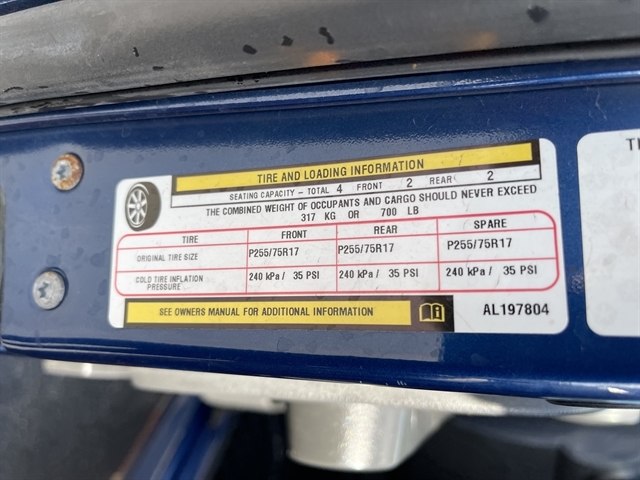 TIRE AND LOADING INFORMATION
SEATING CAPACITY - TOTAL 4 FRONT 2 REAR 2
THE COMBINED WEIGHT OF OCCUPANTS AND CARGO SHOULD NEVER EXCEED
317 KG OR 700 LB
TIRE FRONT REAR SPARE
ORIGINAL TIRE SIZE P255/75R17 P255/75R17 P255/75R17
COLD TIRE INFLATION PRESSURE 240 kPa / 35 PSI 240 kPa / 35 PSI 240 kPa / 35 PSI
SEE OWNERS MANUAL FOR ADDITIONAL INFORMATION
AL197804